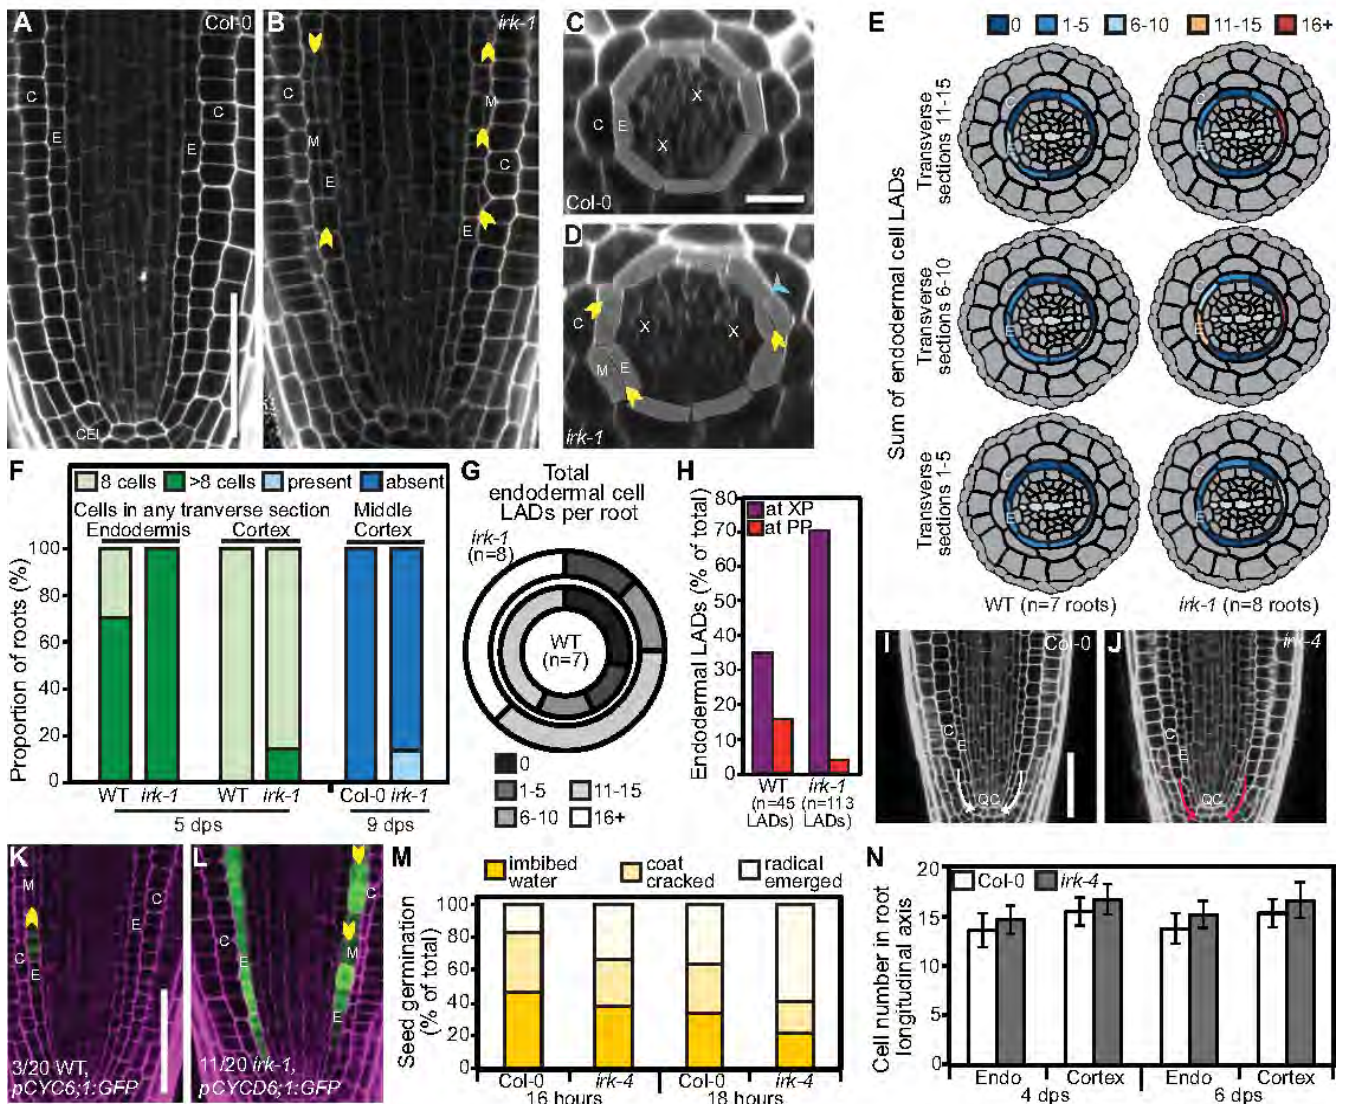 A Col-0
C
C
E
E
CEI
B irk-1
C
M
M
E
C
E
C
X
C E
X
Col-0
D
C
X X
M E
irk-1
E 0 1-5 6-10 11-15 16+
Sum of endodermal cell LADs
Transverse
sections 11-15
C C
E E
Transverse
sections 6-10
C C
E E
Transverse
sections 1-5
C C
E E
WT (n=7 roots) irk-1 (n=8 roots)
F 8 cells >8 cells present absent
Cells in any tranverse section Middle
Endodermis Cortex Cortex
Proportion of roots (%)
100
80
60
40
20
0
WT irk-1 WT irk-1 Col-0 irk-1
5 dps 9 dps
G Total
endodermal cell
LADs per root
irk-1
(n=8)
WT
(n=7)
0
1-5 11-15
6-10 16+
H
Endodermal LADs (% of total)
80
70
60
50
40
30
20
10
0
at XP
at PP
WT irk-1
(n=45 (n=113
LADs) LADs)
I Col-0
C
E
QC
J irk-4
C
E
QC
K
M
C
E
C
E
3/20 WT,
pCYC6;1:GFP
L
C
C
E
M
E
11/20 irk-1,
pCYCD6;1:GFP
M imbibed coat radical
water cracked emerged
Seed germination
(% of total)
100
80
60
40
20
0
Col-0 irk-4 Col-0 irk-4
16 hours 18 hours
N
Cell number in root
longitudinal axis
20
15
10
5
0
Col-0 irk-4
Endo Cortex Endo Cortex
4 dps 6 dps